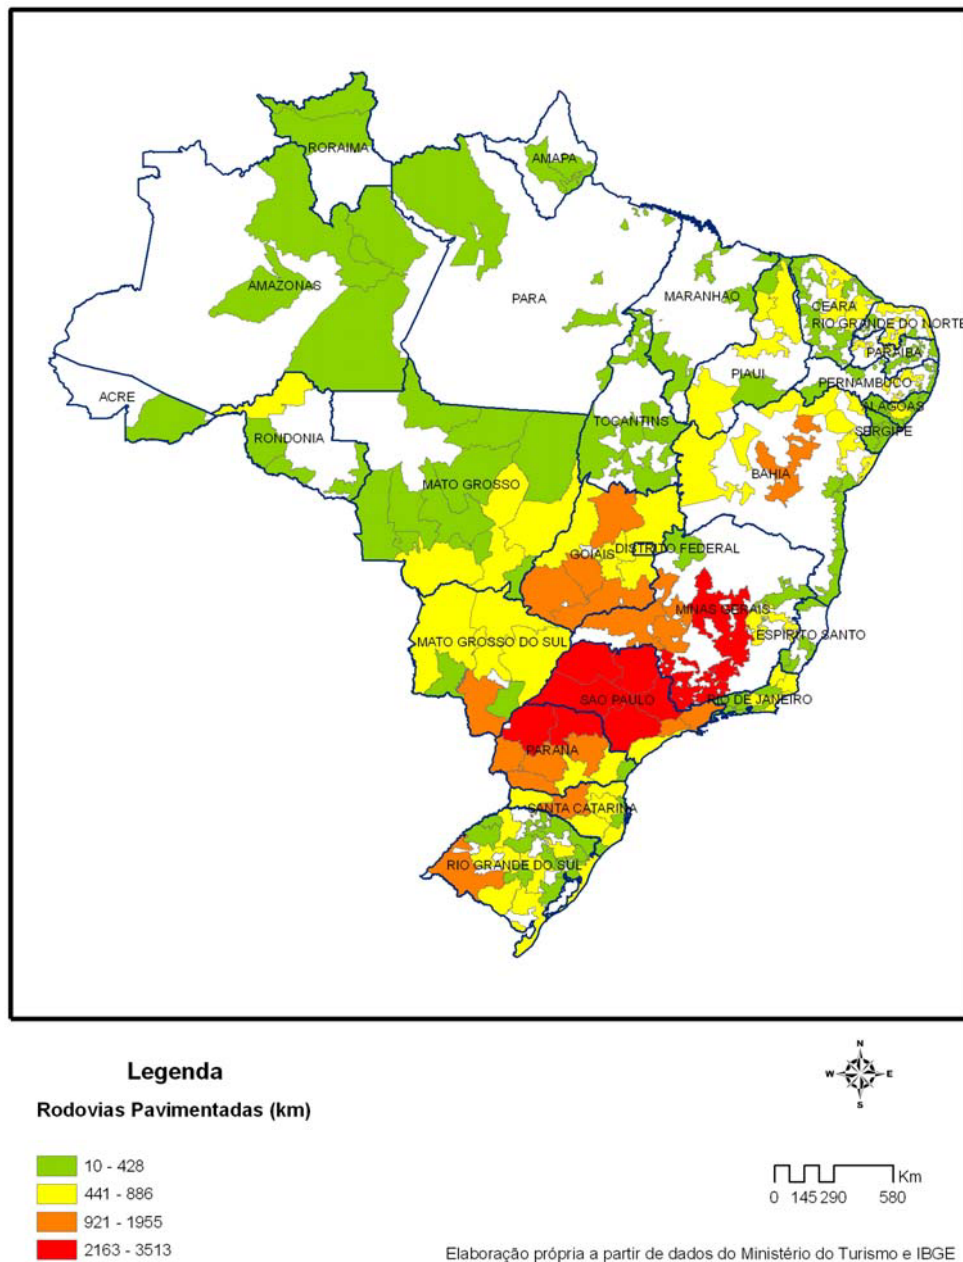 RORAIMA
AMAPA
AMAZONAS
PARA
MARANHAO
CEARA
RIO GRANDE DO NORTE
PARAIBA
PIAUI
PERNAMBUCO
ACRE
ALAGOAS
TOCANTINS
SERGIPE
RONDONIA
BAHIA
MATO GROSSO
GOIAIS
DISTRITO FEDERAL
MINAS GERAIS
ESPIRITO SANTO
MATO GROSSO DO SUL
SAO PAULO
RIO DE JANEIRO
PARANA
SANTA CATARINA
RIO GRANDE DO SUL
Legenda
Rodovias Pavimentadas (km)
10 - 428
441 - 886
921 - 1955
2163 - 3513
N
W E
S
Km
0 145 290 580
Elaboração própria a partir de dados do Ministério do Turismo e IBGE